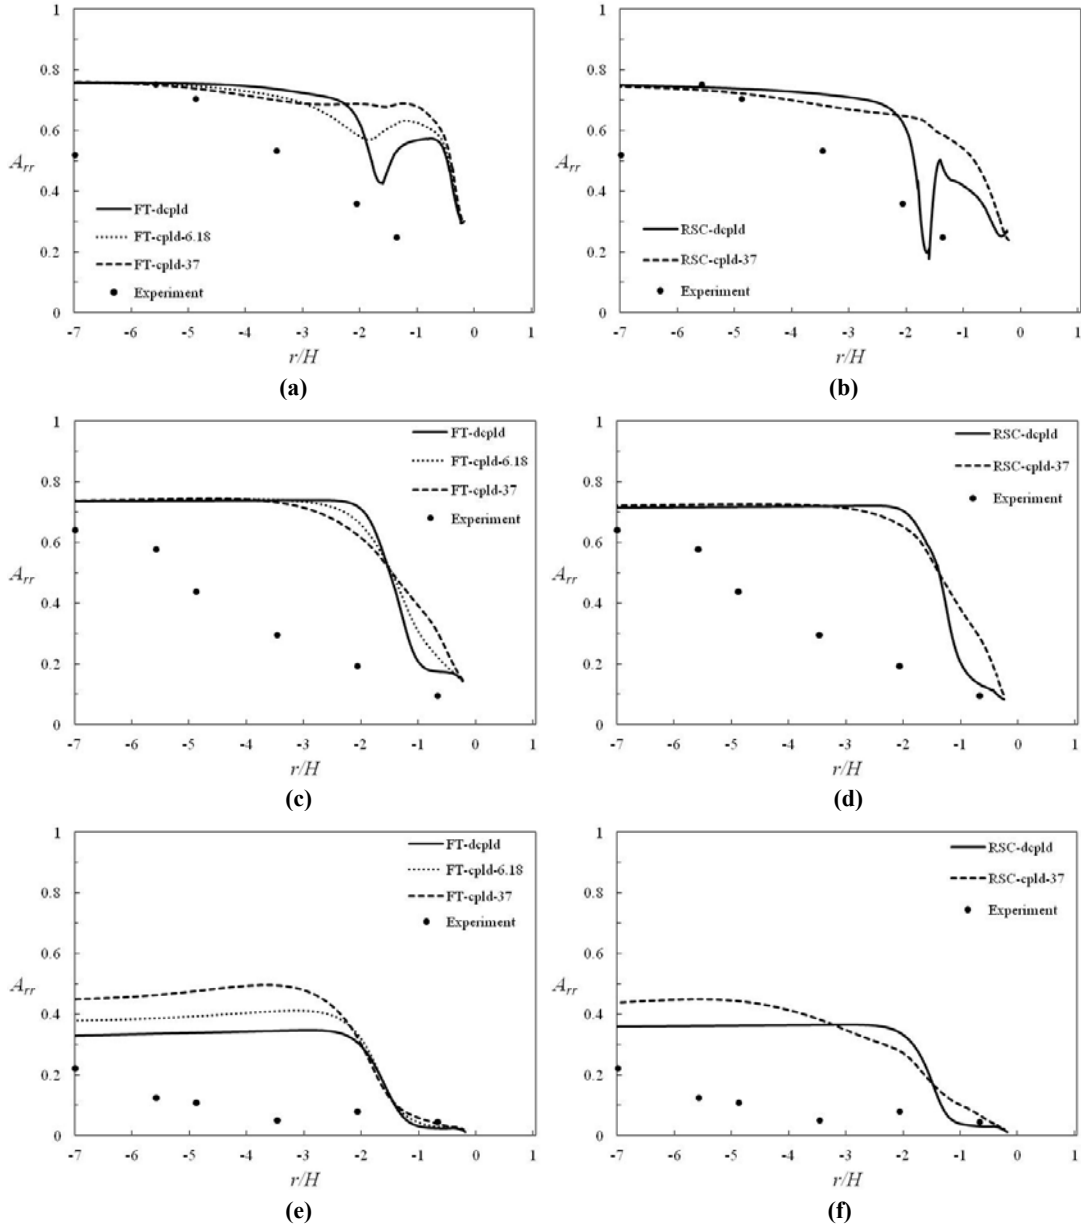 1
0.8
0.6
A_rr
0.4
0.2
0
FT-dcpld
FT-cpld-6.18
FT-cpld-37
Experiment
-7 -6 -5 -4 -3 -2 -1 0 1
r/H
(a)
1
0.8
0.6
A_rr
0.4
0.2
0
RSC-dcpld
RSC-cpld-37
Experiment
-7 -6 -5 -4 -3 -2 -1 0 1
r/H
(b)
1
0.8
0.6
A_rr
0.4
0.2
0
FT-dcpld
FT-cpld-6.18
FT-cpld-37
Experiment
-7 -6 -5 -4 -3 -2 -1 0 1
r/H
(c)
1
0.8
0.6
A_rr
0.4
0.2
0
RSC-dcpld
RSC-cpld-37
Experiment
-7 -6 -5 -4 -3 -2 -1 0 1
r/H
(d)
1
0.8
0.6
A_rr
0.4
0.2
0
FT-dcpld
FT-cpld-6.18
FT-cpld-37
Experiment
-7 -6 -5 -4 -3 -2 -1 0 1
r/H
(e)
1
0.8
0.6
A_rr
0.4
0.2
0
RSC-dcpld
RSC-cpld-37
Experiment
-7 -6 -5 -4 -3 -2 -1 0 1
r/H
(f)